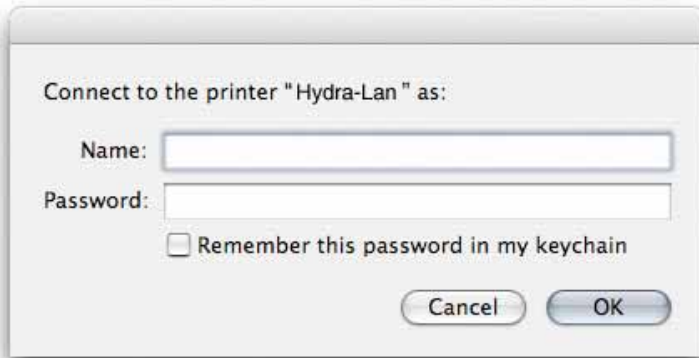 Connect to the printer “Hydra-Lan” as:
Name:
Password:
Remember this password in my keychain
Cancel
OK